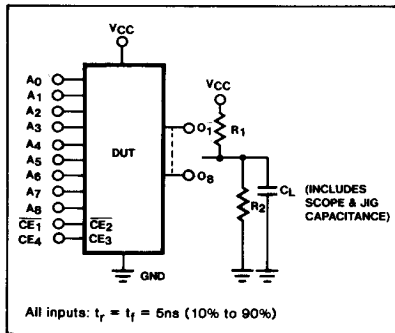 VCC
A0
A1
A2
A3
A4
A5
A6
A7
A8
CE1
CE4
CE2
CE3
DUT
GND
O1
O8
VCC
R1
R2
CL (INCLUDES
SCOPE & JIG
CAPACITANCE)
All inputs: tr = tf = 5ns (10% to 90%)